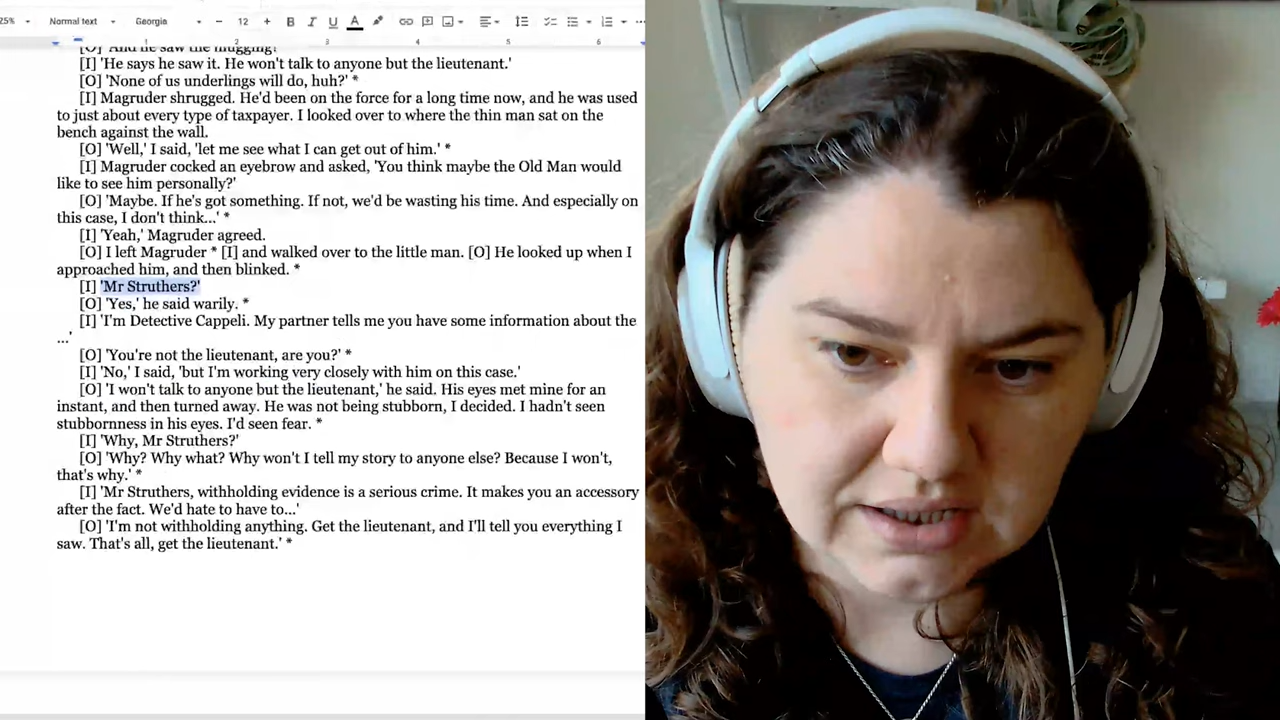 25%
Normal text
Georgia
12
B I U A
1 2 3 4 5 6
[O] 'And he saw the mugging?'
[I] 'He says he saw it. He won't talk to anyone but the lieutenant.'
[O] 'None of us underlings will do, huh?' *
[I] Magruder shrugged. He'd been on the force for a long time now, and he was used
to just about every type of taxpayer. I looked over to where the thin man sat on the
bench against the wall.
[O] 'Well,' I said, 'let me see what I can get out of him.' *
[I] Magruder cocked an eyebrow and asked, 'You think maybe the Old Man would
like to see him personally?'
[O] 'Maybe. If he's got something. If not, we'd be wasting his time. And especially on
this case, I don't think...' *
[I] 'Yeah,' Magruder agreed.
[O] I left Magruder * [I] and walked over to the little man. [O] He looked up when I
approached him, and then blinked. *
[I] 'Mr Struthers?'
[O] 'Yes,' he said warily. *
[I] 'I'm Detective Cappeli. My partner tells me you have some information about the
...'
[O] 'You're not the lieutenant, are you?' *
[I] 'No,' I said, 'but I'm working very closely with him on this case.'
[O] 'I won't talk to anyone but the lieutenant,' he said. His eyes met mine for an
instant, and then turned away. He was not being stubborn, I decided. I hadn't seen
stubbornness in his eyes. I'd seen fear. *
[I] 'Why, Mr Struthers?'
[O] 'Why? Why what? Why won't I tell my story to anyone else? Because I won't,
that's why.' *
[I] 'Mr Struthers, withholding evidence is a serious crime. It makes you an accessory
after the fact. We'd hate to have to...'
[O] 'I'm not withholding anything. Get the lieutenant, and I'll tell you everything I
saw. That's all, get the lieutenant.' *